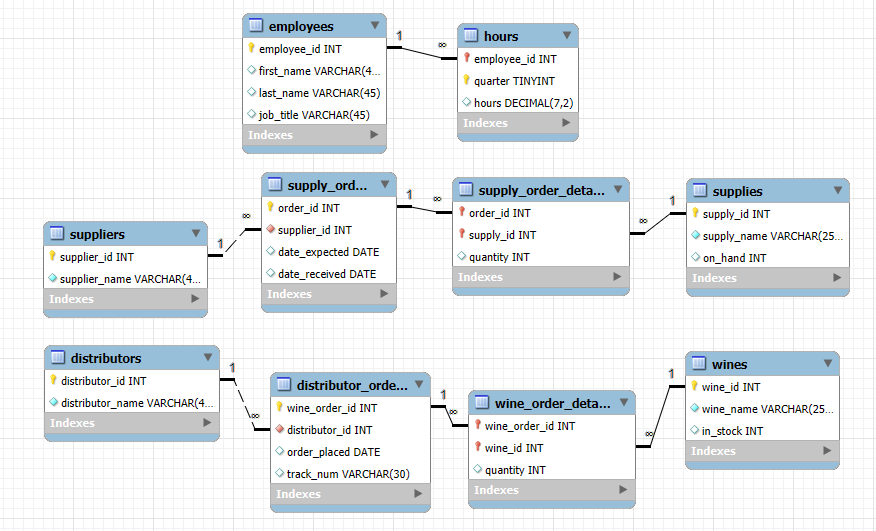 employees
employee_id INT
first_name VARCHAR(4...
last_name VARCHAR(45)
job_title VARCHAR(45)
Indexes
1
∞
hours
employee_id INT
quarter TINYINT
hours DECIMAL(7,2)
Indexes
suppliers
supplier_id INT
supplier_name VARCHAR(4...
Indexes
1
∞
supply_ord...
order_id INT
supplier_id INT
date_expected DATE
date_received DATE
Indexes
1
∞
supply_order_deta...
order_id INT
supply_id INT
quantity INT
Indexes
∞
1
supplies
supply_id INT
supply_name VARCHAR(25...
on_hand INT
Indexes
distributors
distributor_id INT
distributor_name VARCHAR(4...
Indexes
1
∞
distributor_orde...
wine_order_id INT
distributor_id INT
order_placed DATE
track_num VARCHAR(30)
Indexes
1
∞
wine_order_deta...
wine_order_id INT
wine_id INT
quantity INT
Indexes
∞
1
wines
wine_id INT
wine_name VARCHAR(25...
in_stock INT
Indexes